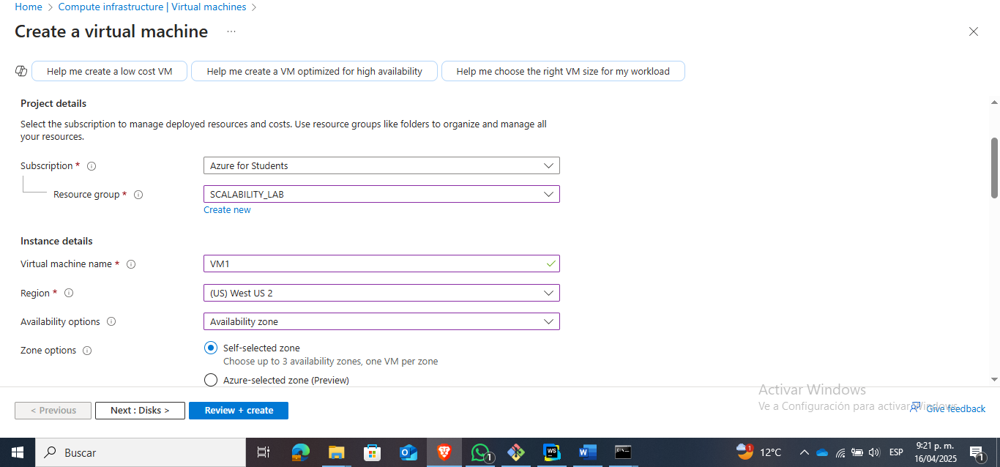 Home > Compute infrastructure | Virtual machines >
Create a virtual machine ...
Help me create a low cost VM
Help me create a VM optimized for high availability
Help me choose the right VM size for my workload
Project details
Select the subscription to manage deployed resources and costs. Use resource groups like folders to organize and manage all
your resources.
Subscription *
Azure for Students
Resource group *
SCALABILITY_LAB
Create new
Instance details
Virtual machine name *
VM1
Region *
(US) West US 2
Availability options
Availability zone
Zone options
Self-selected zone
Choose up to 3 availability zones, one VM per zone
Azure-selected zone (Preview)
Activar Windows
Ve a Configuración para activar Windows.
< Previous
Next : Disks >
Review + create
Give feedback
Buscar
1
WS
1
12°C
ESP
9:21 p. m.
16/04/2025
1